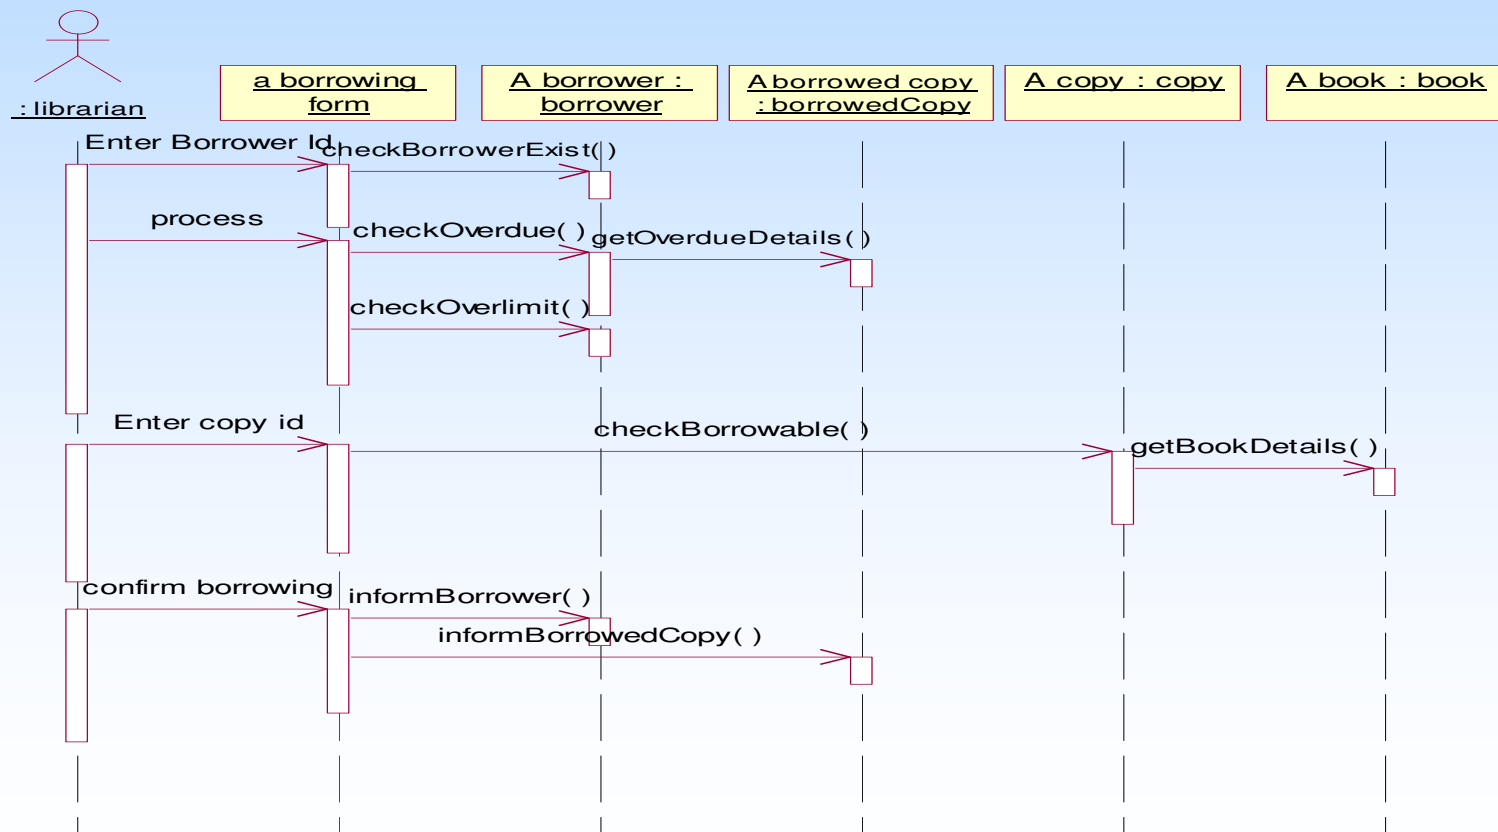 : librarian
a borrowing
form
A borrower :
borrower
A borrowed copy
: borrowedCopy
A copy : copy
A book : book
Enter Borrower Id
checkBorrowerExist( )
process
checkOverdue( )
getOverdueDetails( )
checkOverlimit( )
Enter copy id
checkBorrowable( )
getBookDetails( )
confirm borrowing
informBorrower( )
informBorrowedCopy( )